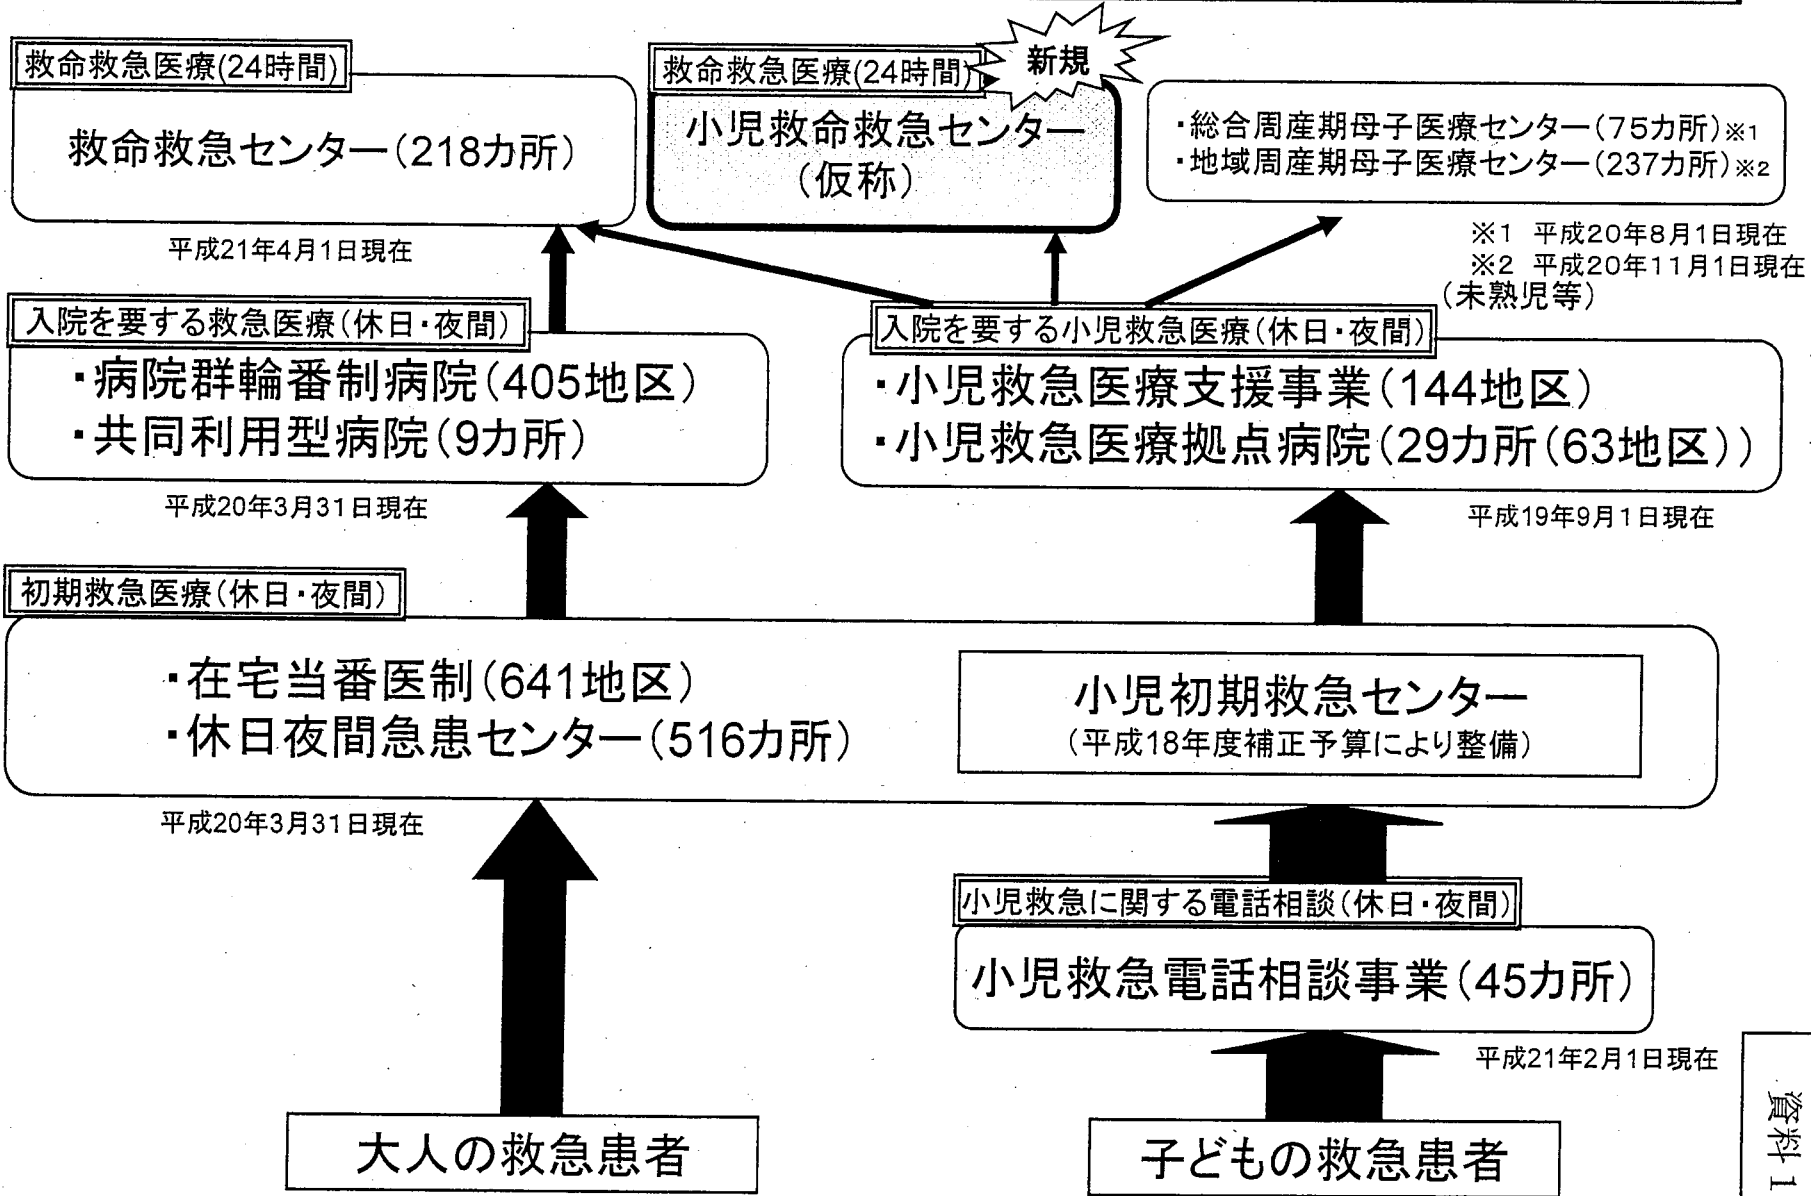 救命救急医療(24時間)
救命救急センター(218カ所)
平成21年4月1日現在
救命救急医療(24時間)
新規
小児救命救急センター
(仮称)
・総合周産期母子医療センター(75カ所)※1
・地域周産期母子医療センター(237カ所)※2
※1 平成20年8月1日現在
※2 平成20年11月1日現在
(未熟児等)
入院を要する救急医療(休日・夜間)
・病院群輪番制病院(405地区)
・共同利用型病院(9カ所)
平成20年3月31日現在
入院を要する小児救急医療(休日・夜間)
・小児救急医療支援事業(144地区)
・小児救急医療拠点病院(29カ所(63地区))
平成19年9月1日現在
初期救急医療(休日・夜間)
・在宅当番医制(641地区)
・休日夜間急患センター(516カ所)
平成20年3月31日現在
小児初期救急センター
(平成18年度補正予算により整備)
小児救急に関する電話相談(休日・夜間)
小児救急電話相談事業(45カ所)
平成21年2月1日現在
大人の救急患者
子どもの救急患者
資料1